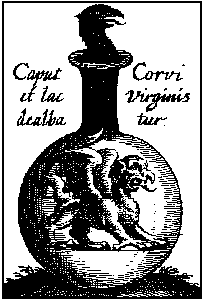 Caput Corvi
et lac Virginis
dealba tur.